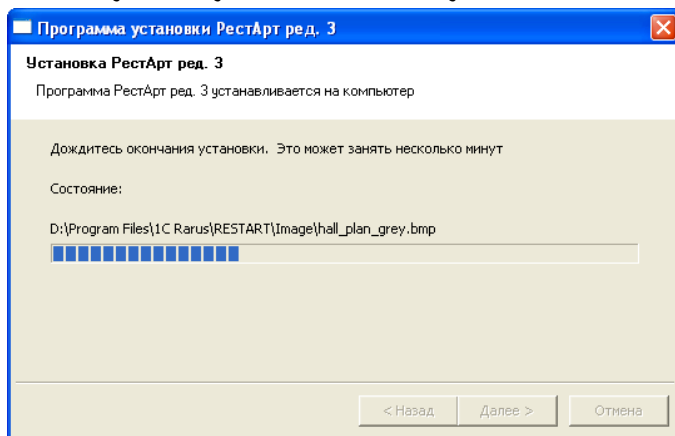 Программа установки РестАрт ред. 3
Установка РестАрт ред. 3
Программа РестАрт ред. 3 устанавливается на компьютер
Дождитесь окончания установки. Это может занять несколько минут
Состояние:
D:\Program Files\1C Rarus\RESTART\Image\hall_plan_grey.bmp
< Назад
Далее >
Отмена